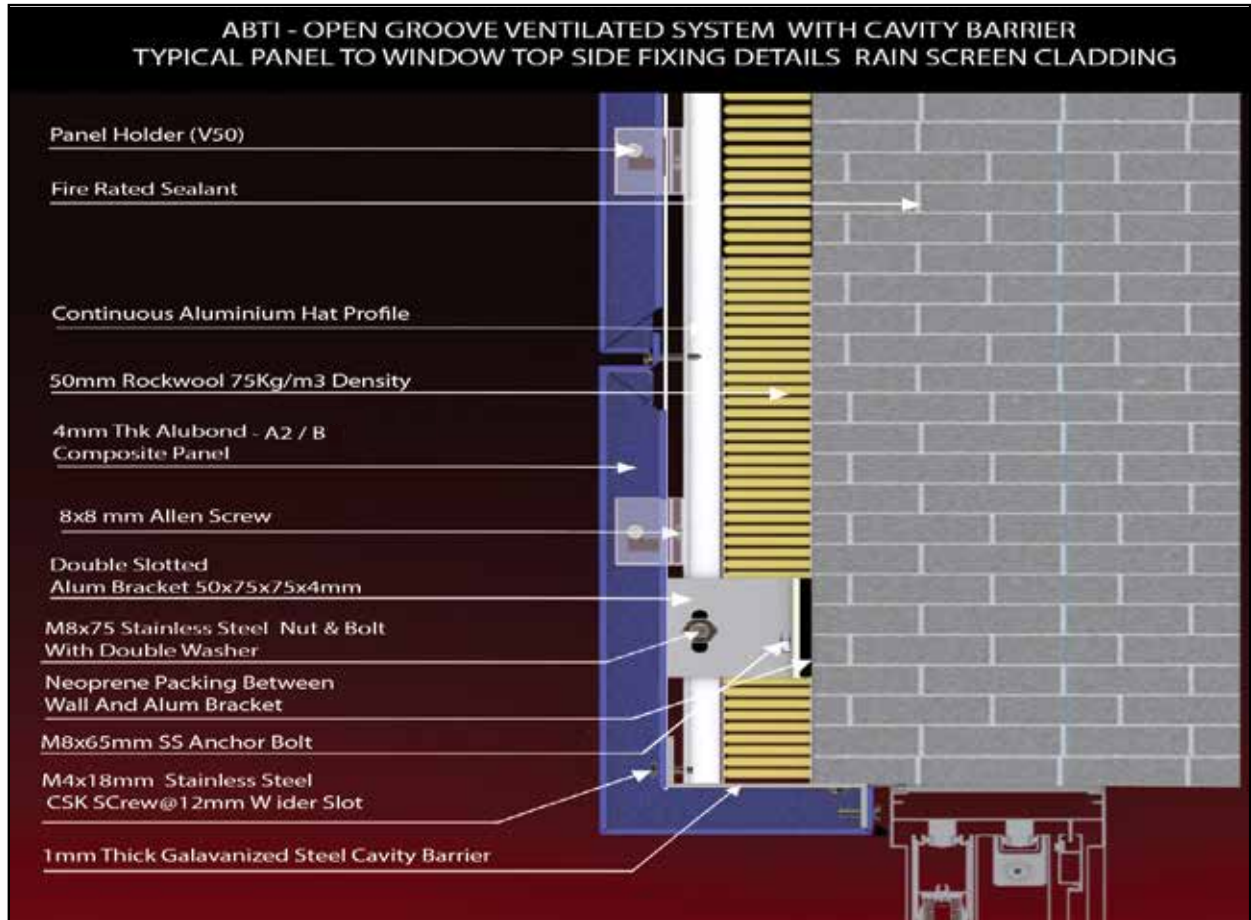 ABTI - OPEN GROOVE VENTILATED SYSTEM WITH CAVITY BARRIER
TYPICAL PANEL TO WINDOW TOP SIDE FIXING DETAILS RAIN SCREEN CLADDING
Panel Holder (V50)
Fire Rated Sealant
Continuous Aluminium Hat Profile
50mm Rockwool 75Kg/m3 Density
4mm Thk Alubond - A2 / B
Composite Panel
8x8 mm Allen Screw
Double Slotted
Alum Bracket 50x75x75x4mm
M8x75 Stainless Steel Nut & Bolt
With Double Washer
Neoprene Packing Between
Wall And Alum Bracket
M8x65mm SS Anchor Bolt
M4x18mm Stainless Steel
CSK SCrew@12mm W ider Slot
1mm Thick Galavanized Steel Cavity Barrier